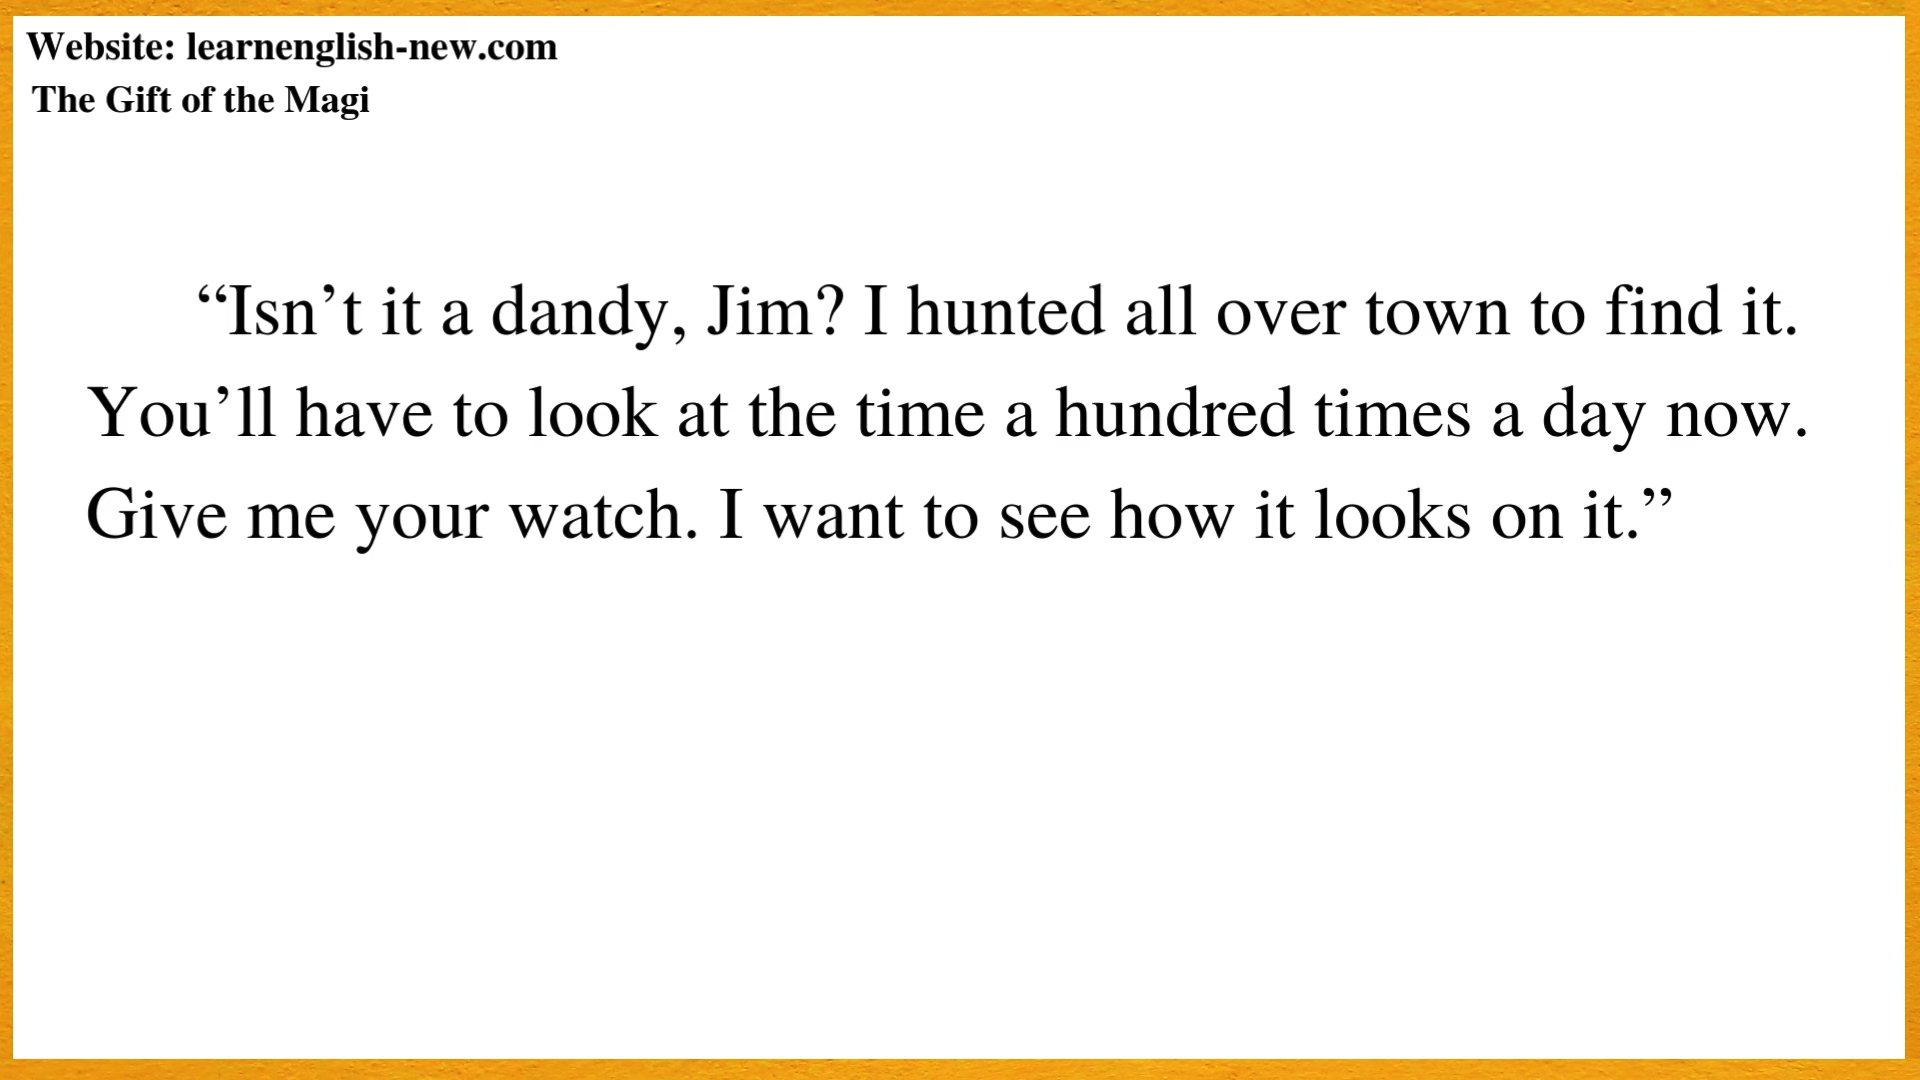 Website: learnenglish-new.com
The Gift of the Magi
“Isn’t it a dandy, Jim? I hunted all over town to find it.
You’ll have to look at the time a hundred times a day now.
Give me your watch. I want to see how it looks on it.”